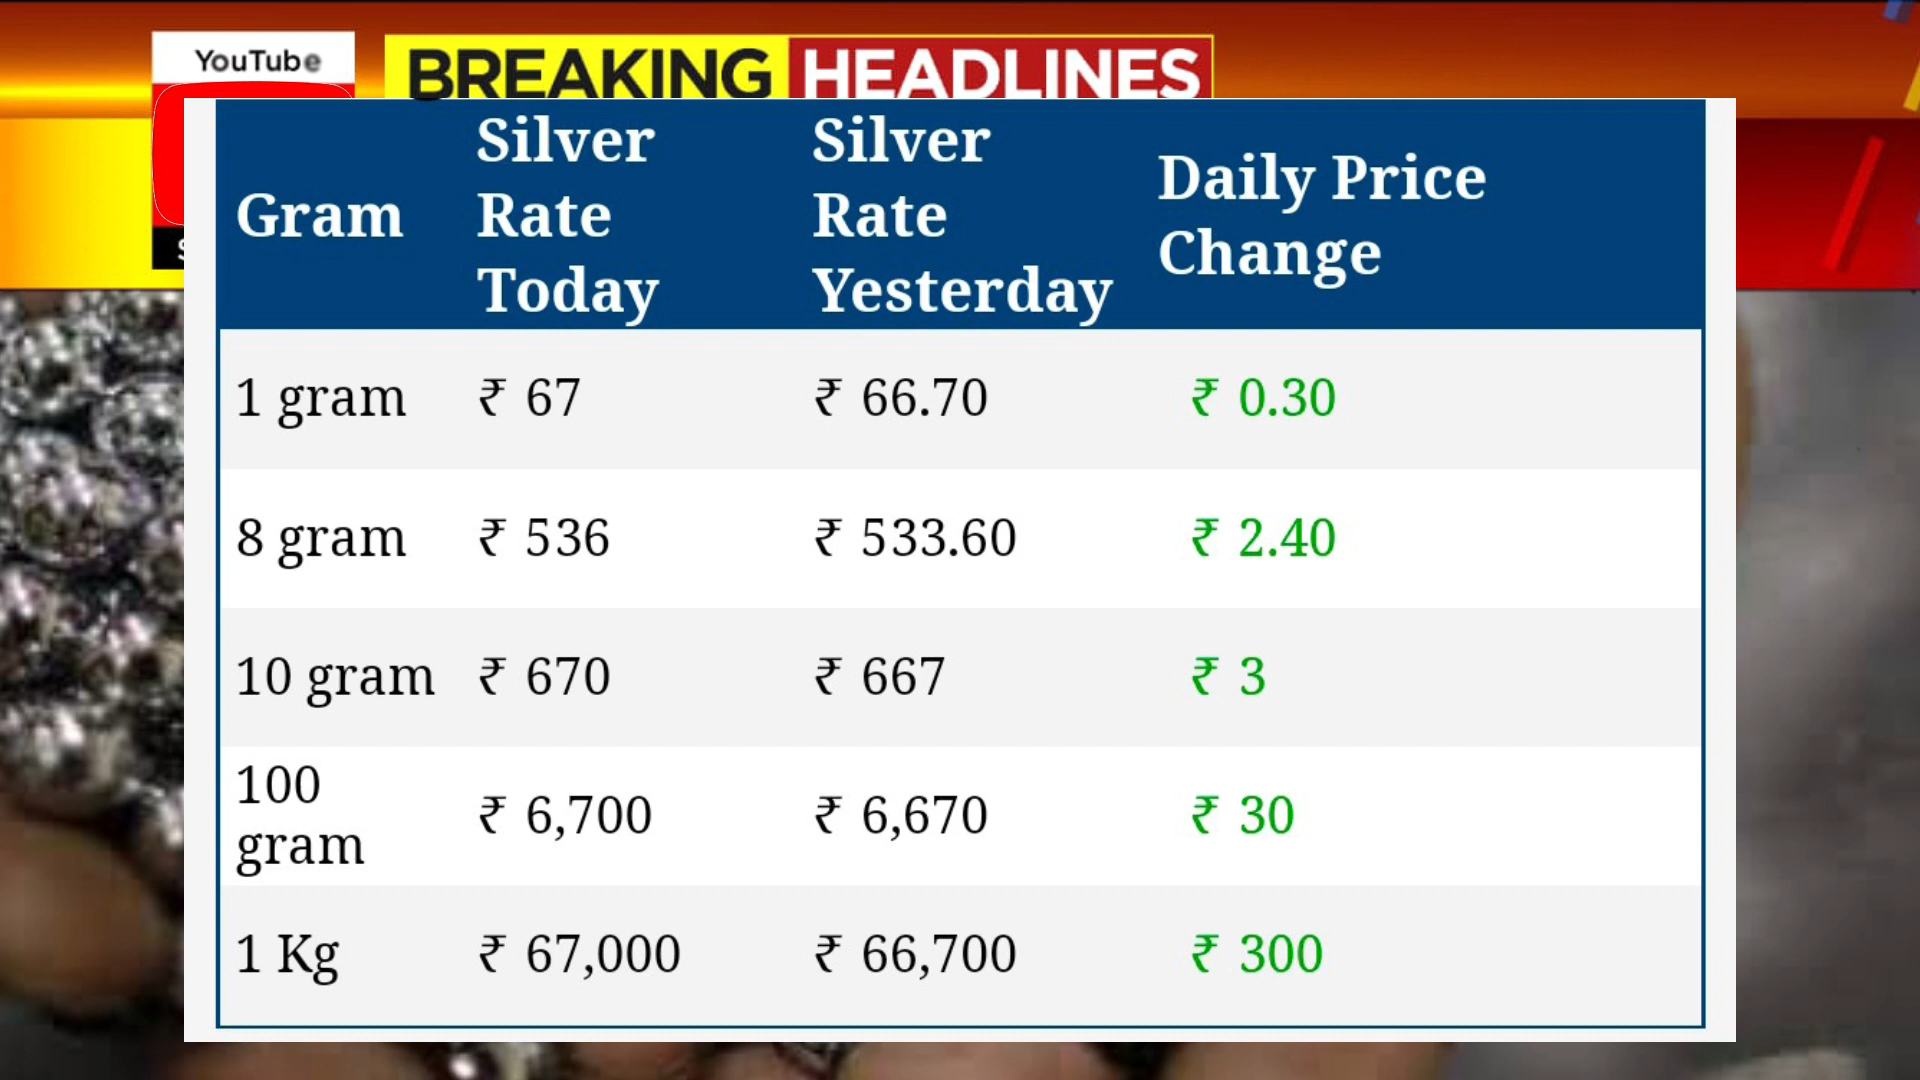 YouTube
BREAKING HEADLINES
Gram
Silver
Rate
Today
Silver
Rate
Yesterday
Daily Price
Change
1 gram ₹ 67 ₹ 66.70 ₹ 0.30
8 gram ₹ 536 ₹ 533.60 ₹ 2.40
10 gram ₹ 670 ₹ 667 ₹ 3
100
gram ₹ 6,700 ₹ 6,670 ₹ 30
1 Kg ₹ 67,000 ₹ 66,700 ₹ 300